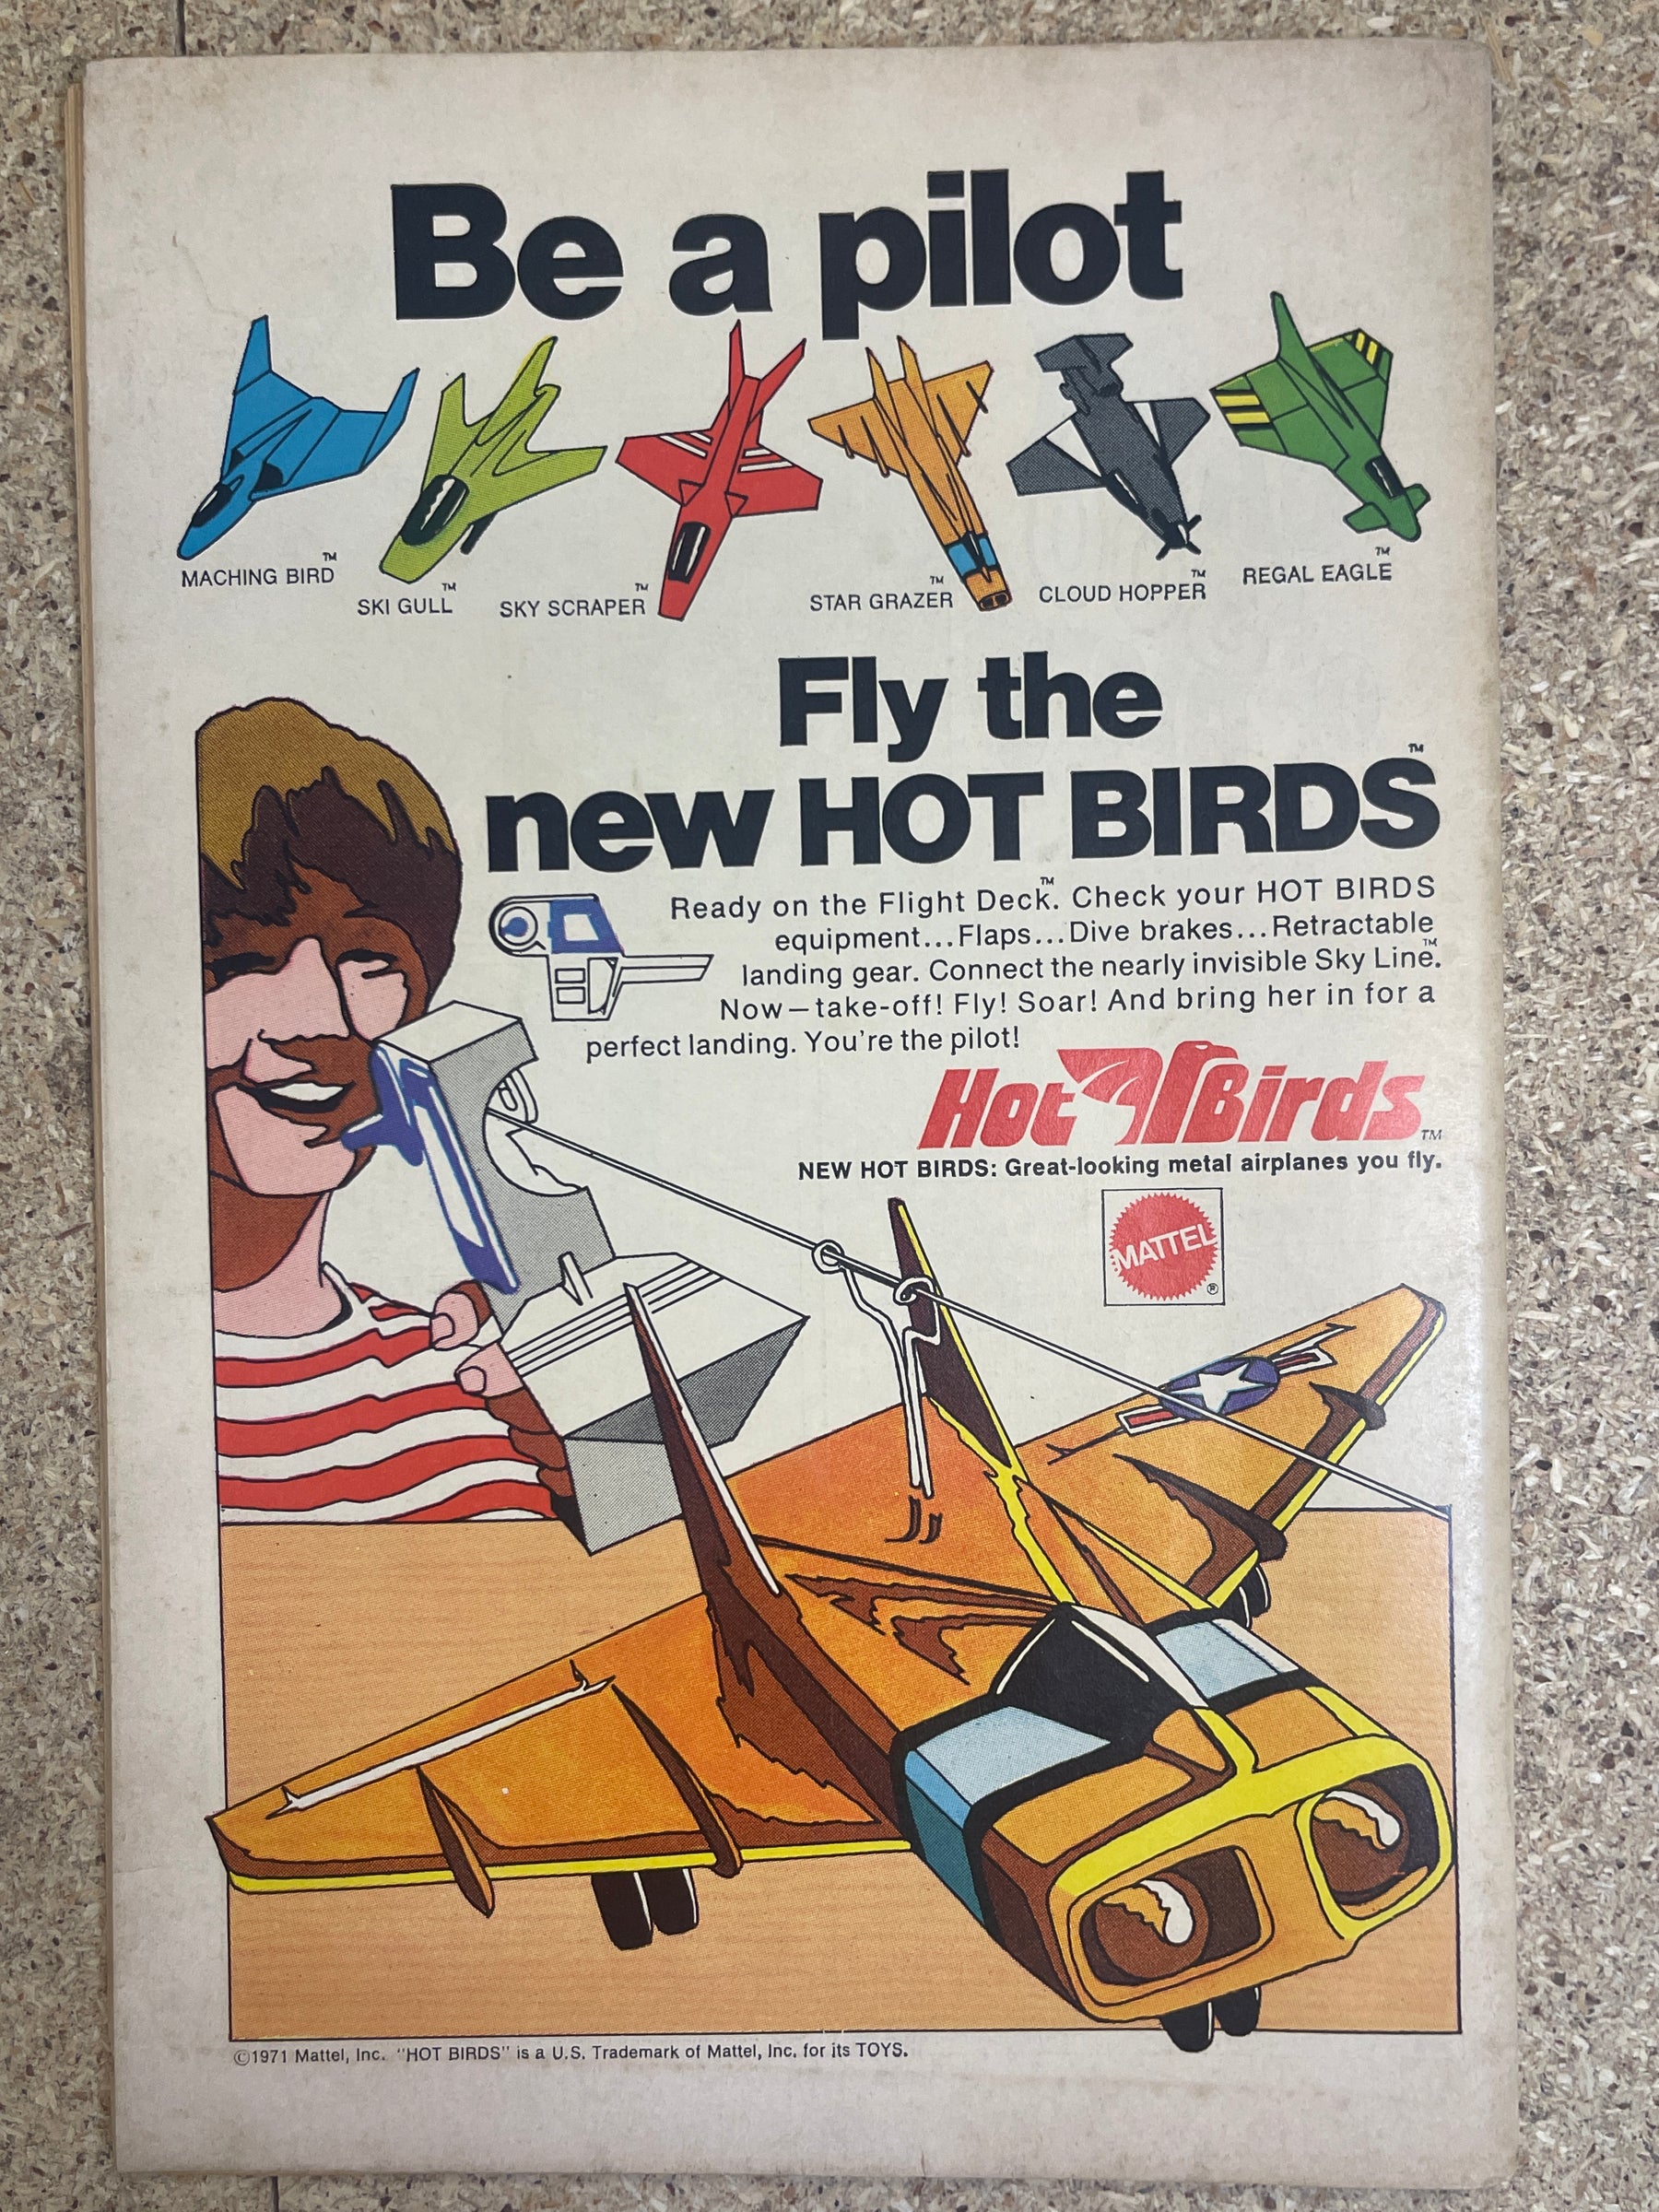 Be a pilot
MACHING BIRD™
SKI GULL™
SKY SCRAPER™
STAR GRAZER™
CLOUD HOPPER™
REGAL EAGLE™
Fly the
new HOT BIRDS™
Ready on the Flight Deck™. Check your HOT BIRDS
equipment...Flaps...Dive brakes...Retractable
landing gear. Connect the nearly invisible Sky Line™.
Now—take-off! Fly! Soar! And bring her in for a
perfect landing. You're the pilot!
Hot Birds™
NEW HOT BIRDS: Great-looking metal airplanes you fly.
MATTEL®
©1971 Mattel, Inc. "HOT BIRDS" is a U.S. Trademark of Mattel, Inc. for its TOYS.